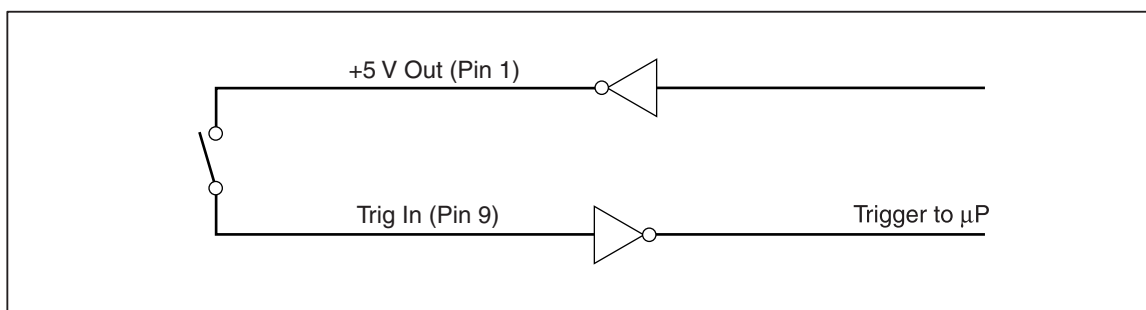 +5 V Out (Pin 1)
Trig In (Pin 9)
Trigger to μP